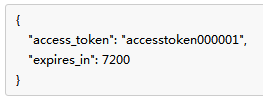 {
"access_token": "accesstoken000001",
"expires_in": 7200
}